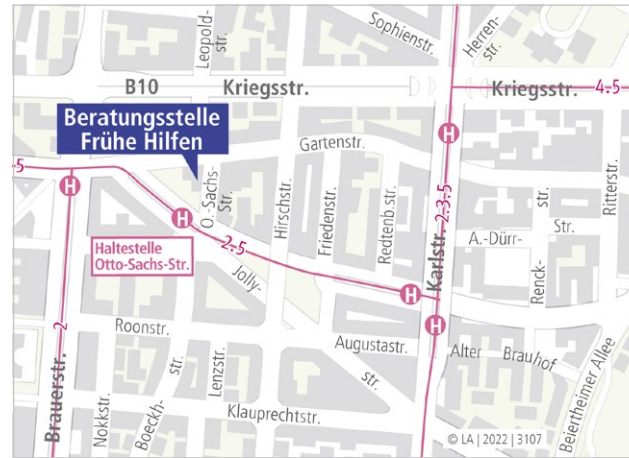 Sophienstr.
Leopold-
str.
Herren-
str.
B10
Kriegsstr.
Kriegsstr.
4-5
Beratungsstelle
Frühe Hilfen
Gartenstr.
H
-5
H
H
O.-Sachs-
Str.
Hirschstr.
Friedenstr.
Redtenb.str.
Karlstr.
2-3-5
A.-Dürr-
Str.
Renck-
str.
Ritterstr.
H
2-5
Haltestelle
Otto-Sachs-Str.
Jolly-
str.
H
H
Roonstr.
Augustastr.
Alter
Brauhof
Beiertheimer Allee
2
Brauerstr.
Nokkstr.
Boeckh-
str.
Lenzstr.
Klauprechtstr.
© LA | 2022 | 3107